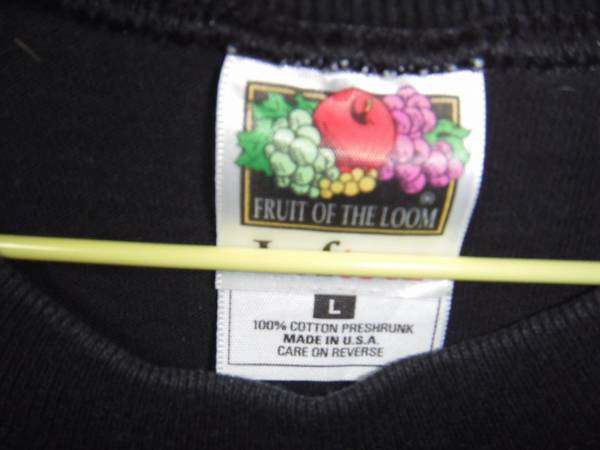 FRUIT OF THE LOOM
®
L
100% COTTON PRESHRUNK
MADE IN U.S.A.
CARE ON REVERSE